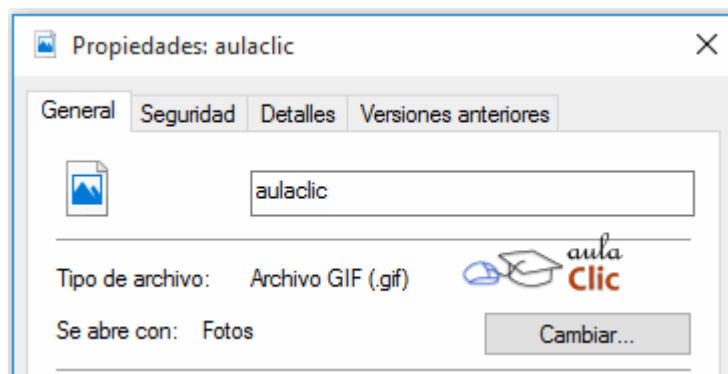 Propiedades: aulaclic
General Seguridad Detalles Versiones anteriores
aulaclic
Tipo de archivo: Archivo GIF (.gif)
aula
Clic
Se abre con: Fotos Cambiar...